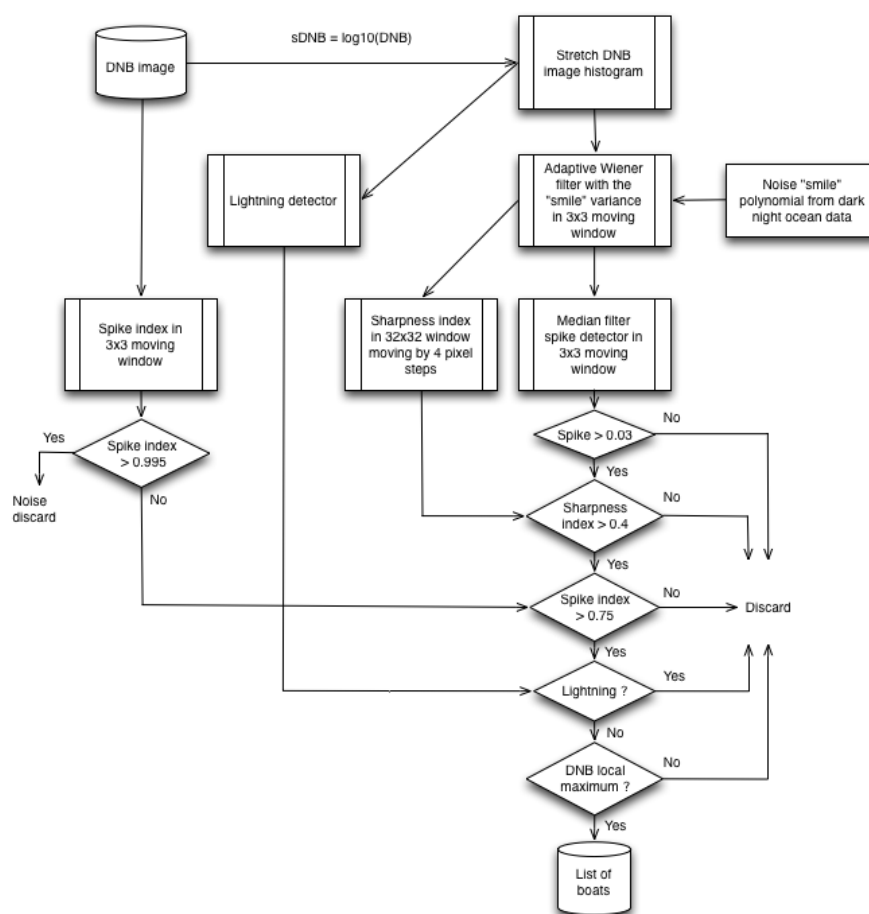 sDNB = log10(DNB)
DNB image
Stretch DNB
image histogram
Lightning detector
Adaptive Wiener
filter with the
"smile" variance
in 3x3 moving
window
Noise "smile"
polynomial from dark
night ocean data
Spike index in
3x3 moving
window
Sharpness index
in 32x32 window
moving by 4 pixel
steps
Median filter
spike detector in
3x3 moving
window
Yes
Spike index
> 0.995
No
Noise
discard
Spike > 0.03
No
Yes
Sharpness
index > 0.4
No
Yes
Spike index
> 0.75
No
Discard
Yes
Lightning ?
Yes
No
DNB local
maximum ?
No
Yes
List of
boats